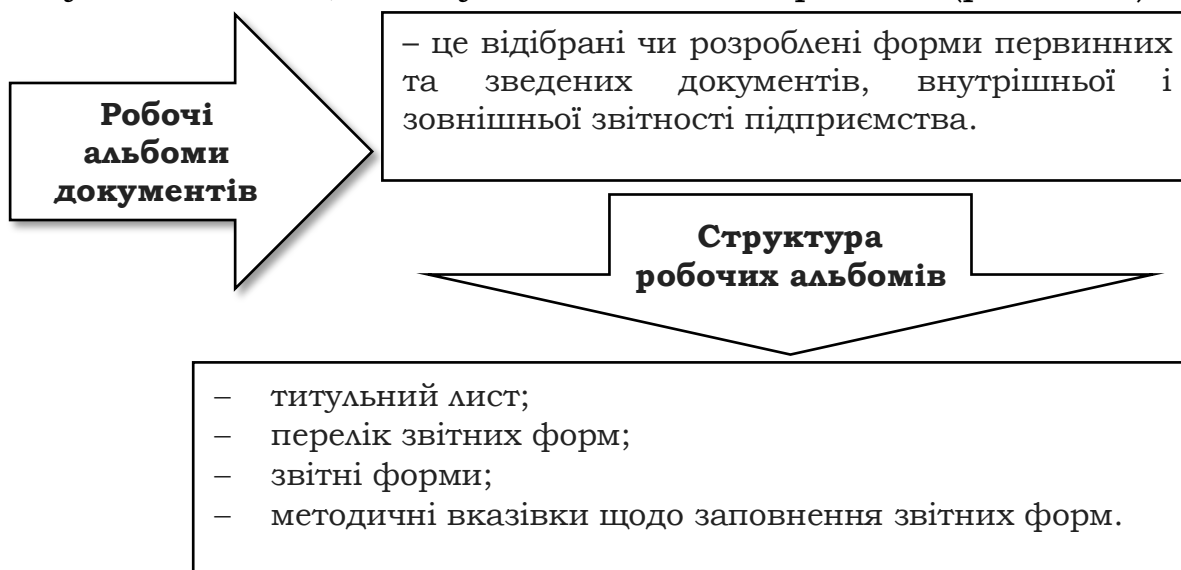 Робочі
альбоми
документів
– це відібрані чи розроблені форми первинних
та зведених документів, внутрішньої і
зовнішньої звітності підприємства.
Структура
робочих альбомів
– титульний лист;
– перелік звітних форм;
– звітні форми;
– методичні вказівки щодо заповнення звітних форм.